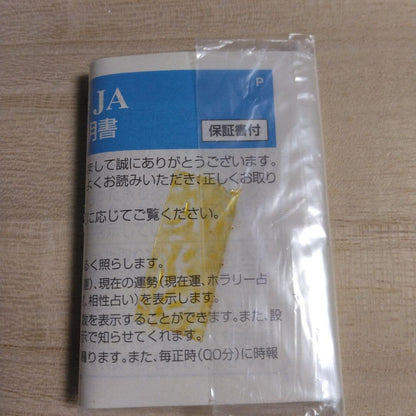 JA
P
明書
保証書付
まして誠にありがとうございます。
よくお読みいただき、正しくお取り
に応じてご覧ください。
るく照らします。
、現在の運勢(現在運、ホラリー占
、相性占い)を表示します。
数を表示することができます。また、設
示で知らせてくれます。
鳴ります。また、毎正時(00分)に時報